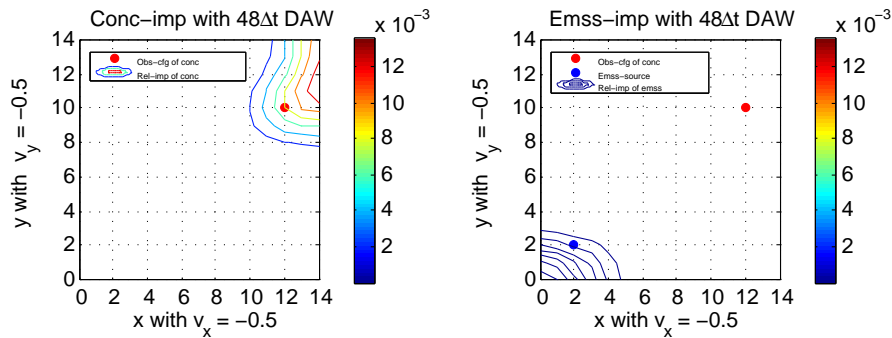 Conc-imp with 48Δt DAW
x 10⁻³
14
12
10
8
6
4
2
0
Obs-cfg of conc
Rel-imp of conc
0 2 4 6 8 10 12 14
x with vₓ = −0.5
y with v_y = −0.5
12
10
8
6
4
2
Emss-imp with 48Δt DAW
x 10⁻³
14
12
10
8
6
4
2
0
Obs-cfg of conc
Emss-source
Rel-imp of emss
0 2 4 6 8 10 12 14
x with vₓ = −0.5
y with v_y = −0.5
12
10
8
6
4
2